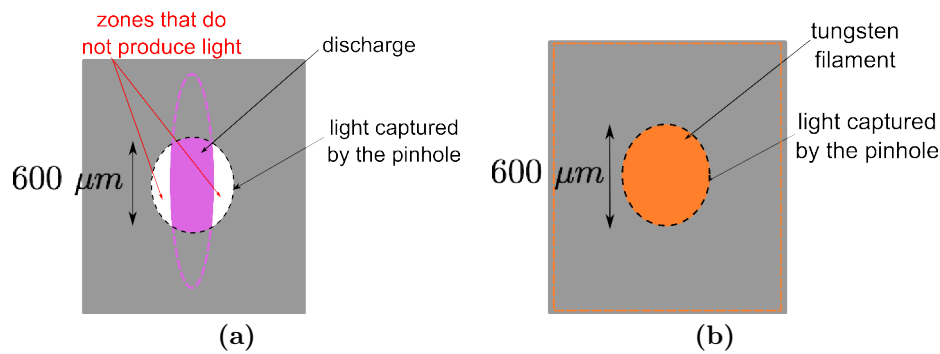 zones that do
not produce light
discharge
light captured
by the pinhole
600 μm
(a)
tungsten
filament
light captured
by the pinhole
600 μm
(b)